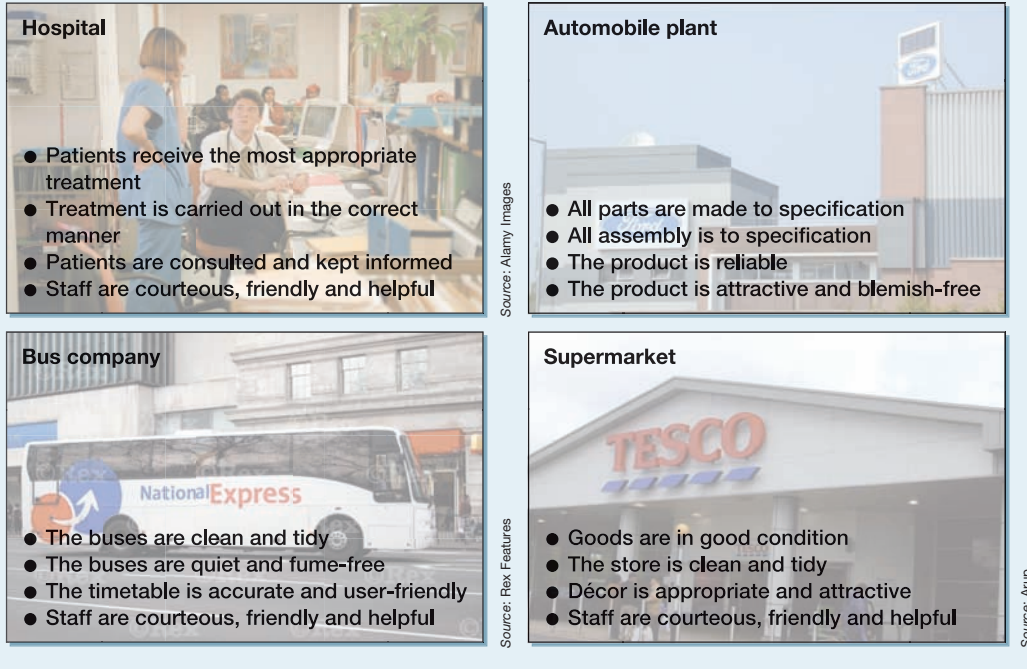 Hospital
● Patients receive the most appropriate
treatment
● Treatment is carried out in the correct
manner
● Patients are consulted and kept informed
● Staff are courteous, friendly and helpful
Source: Alamy Images
Automobile plant
Ford
Ford
● All parts are made to specification
● All assembly is to specification
● The product is reliable
● The product is attractive and blemish-free
Bus company
NationalExpress
● The buses are clean and tidy
● The buses are quiet and fume-free
● The timetable is accurate and user-friendly
● Staff are courteous, friendly and helpful
Source: Rex Features
Supermarket
TESCO
● Goods are in good condition
● The store is clean and tidy
● Décor is appropriate and attractive
● Staff are courteous, friendly and helpful
Source: Arup